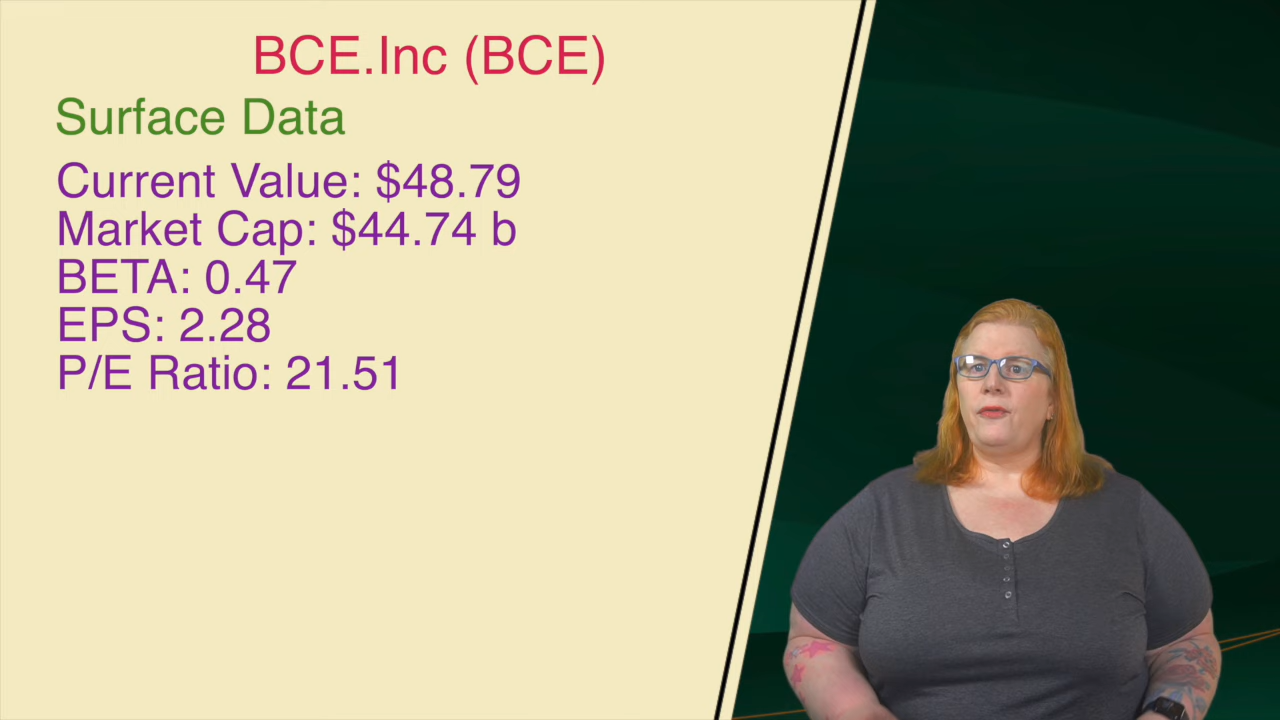 BCE.Inc (BCE)
Surface Data
Current Value: $48.79
Market Cap: $44.74 b
BETA: 0.47
EPS: 2.28
P/E Ratio: 21.51